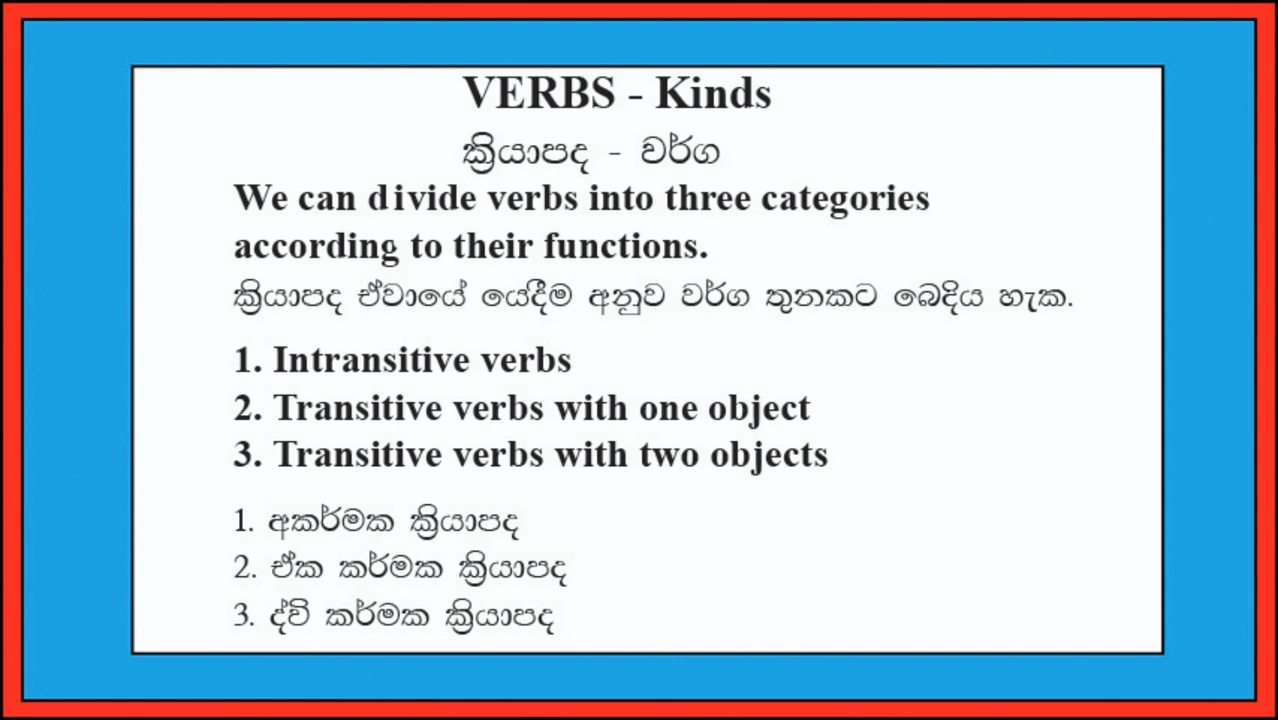 VERBS - Kinds
ක්‍රියාපද - වර්ග
We can divide verbs into three categories
according to their functions.
ක්‍රියාපද ඒවායේ යෙදීම අනුව වර්ග තුනකට බෙදිය හැක.
1. Intransitive verbs
2. Transitive verbs with one object
3. Transitive verbs with two objects
1. අකර්මක ක්‍රියාපද
2. ඒක කර්මක ක්‍රියාපද
3. ද්වි කර්මක ක්‍රියාපද